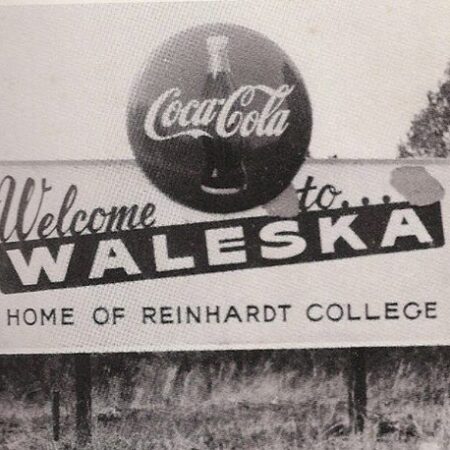 Coca-Cola
Welcome to...
WALESKA
HOME OF REINHARDT COLLEGE